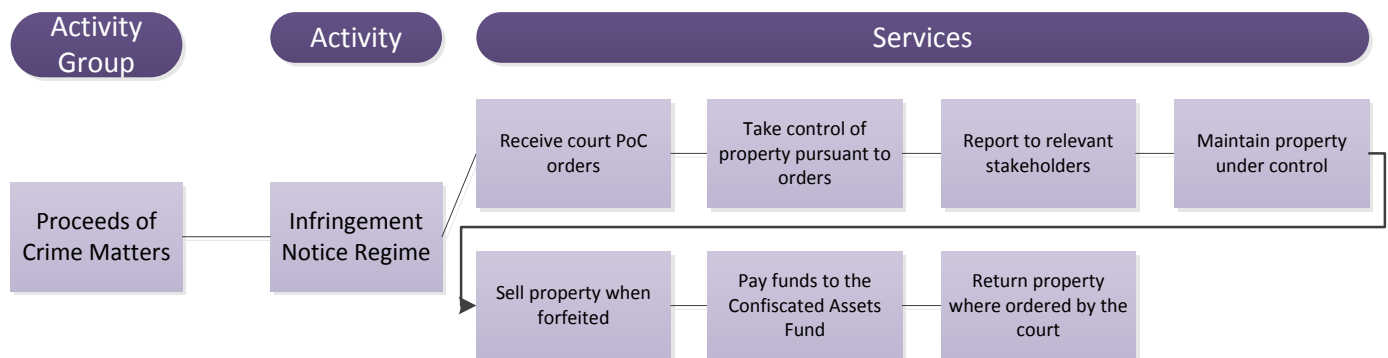 Activity
Group
Activity
Services
Receive court PoC
orders
Take control of
property pursuant to
orders
Report to relevant
stakeholders
Maintain property
under control
Proceeds of
Crime Matters
Infringement
Notice Regime
Sell property when
forfeited
Pay funds to the
Confiscated Assets
Fund
Return property
where ordered by the
court